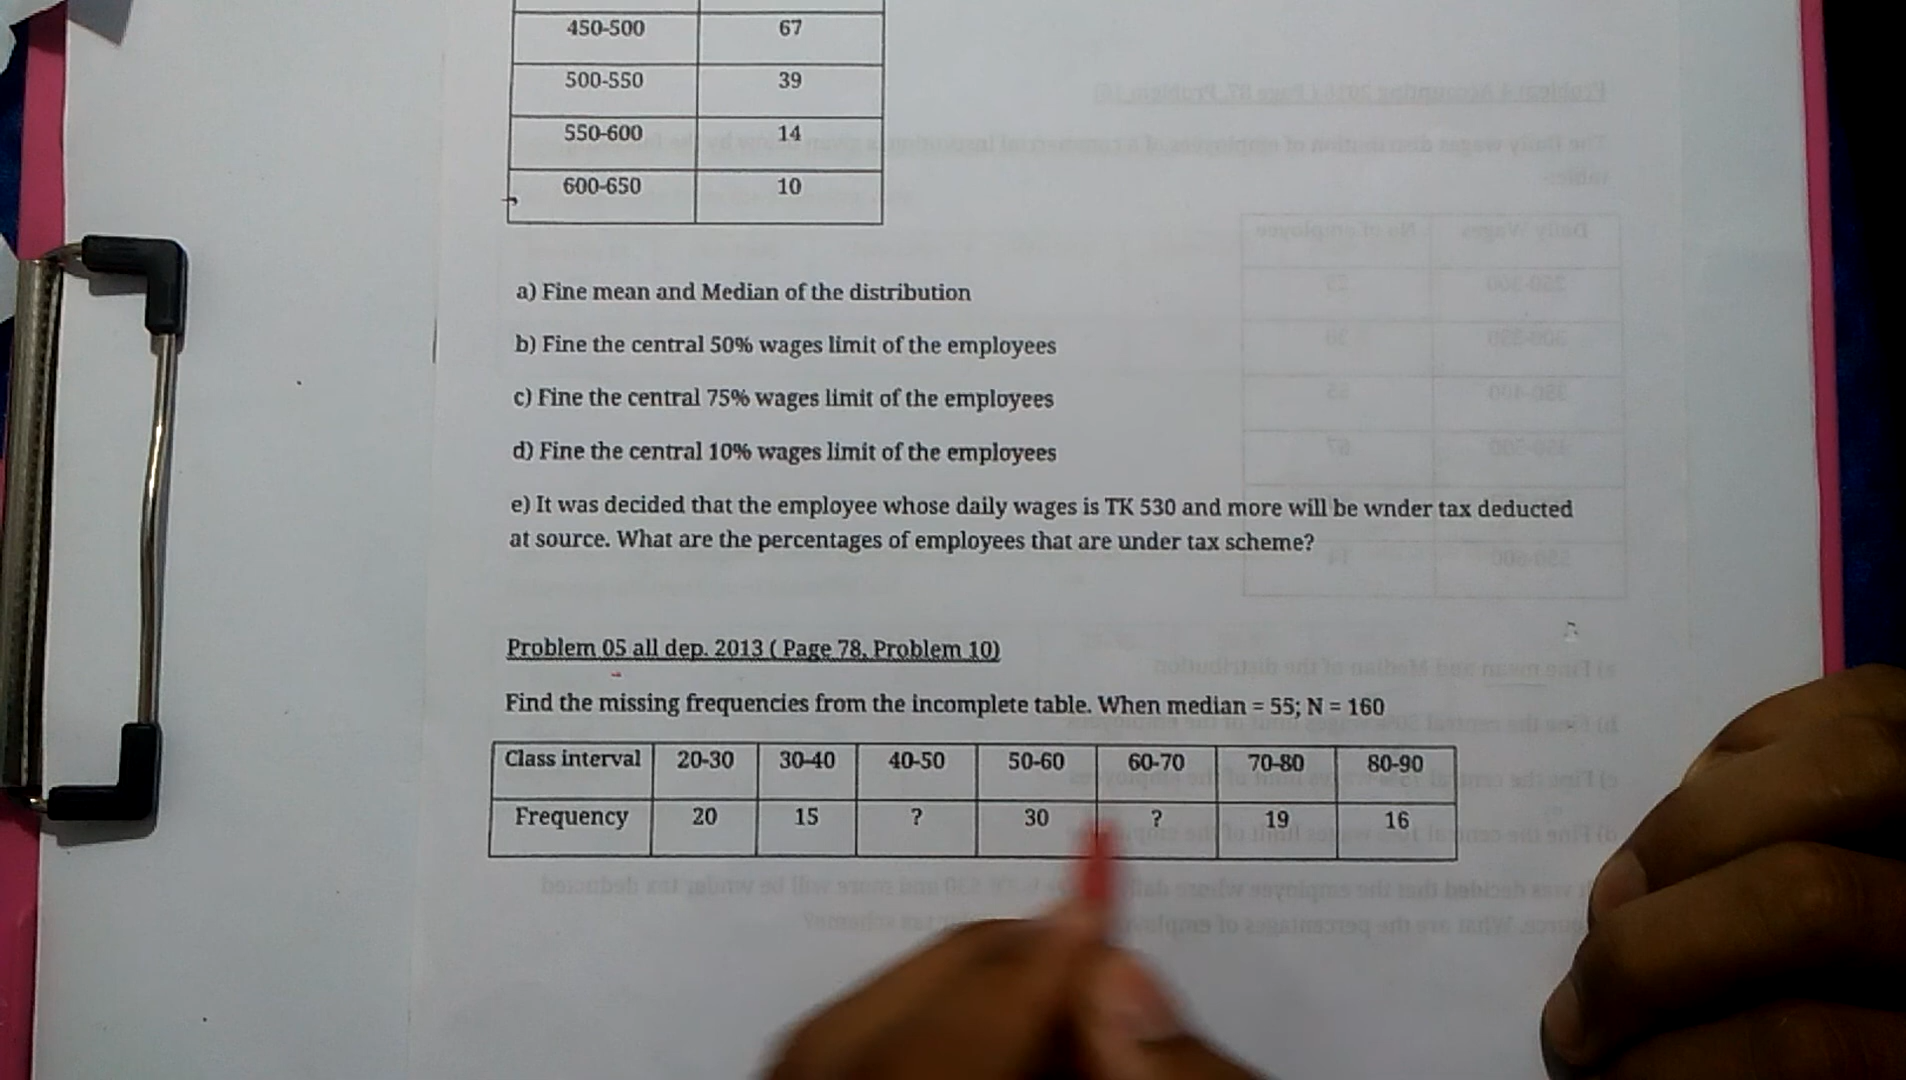 450-500 67
500-550 39
550-600 14
600-650 10
a) Fine mean and Median of the distribution
b) Fine the central 50% wages limit of the employees
c) Fine the central 75% wages limit of the employees
d) Fine the central 10% wages limit of the employees
e) It was decided that the employee whose daily wages is TK 530 and more will be wnder tax deducted
at source. What are the percentages of employees that are under tax scheme?
Problem 05 all dep. 2013 ( Page 78, Problem 10)
Find the missing frequencies from the incomplete table. When median = 55; N = 160
Class interval 20-30 30-40 40-50 50-60 60-70 70-80 80-90
Frequency 20 15 ? 30 ? 19 16